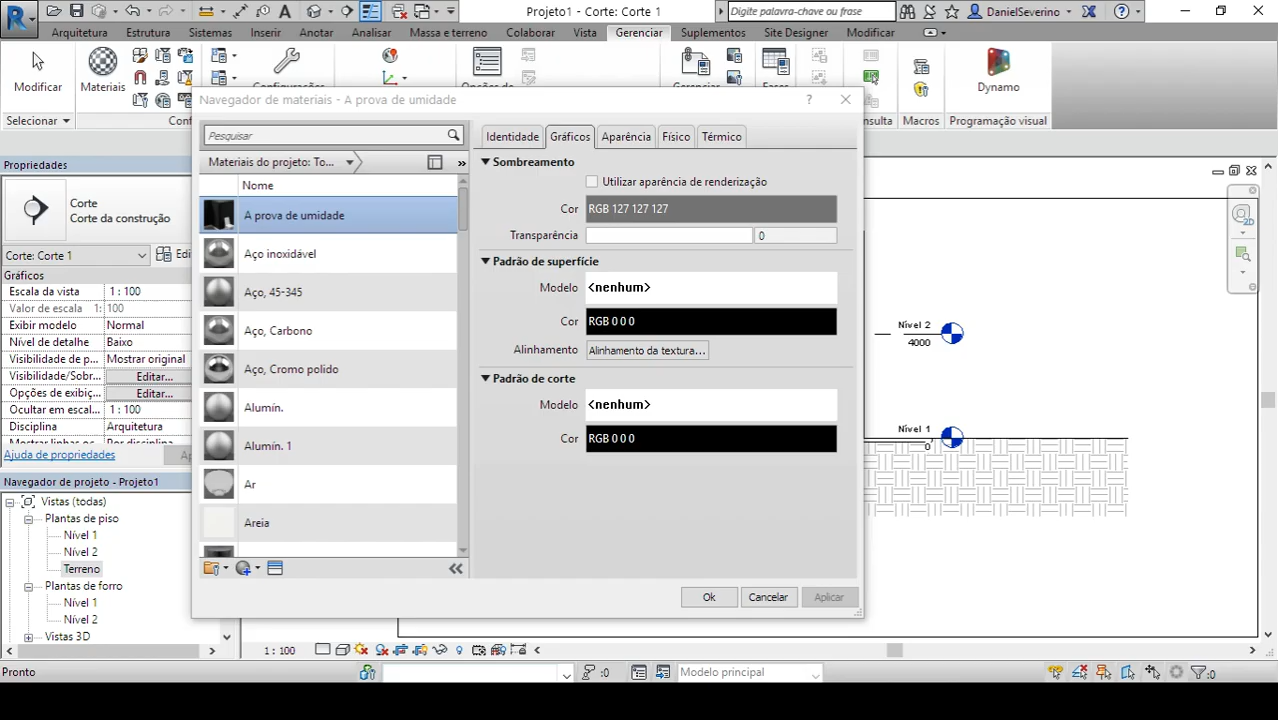 Projeto1 - Corte: Corte 1
Digite palavra-chave ou frase
DanielSeverino
Arquitetura Estrutura Sistemas Inserir Anotar Analisar Massa e terreno Colaborar Vista Gerenciar Suplementos Site Designer Modificar
Modificar
Materiais
Dynamo
Selecionar
Macros
Programação visual
Navegador de materiais - A prova de umidade
Pesquisar
Materiais do projeto: To...
Nome
A prova de umidade
Aço inoxidável
Aço, 45-345
Aço, Carbono
Aço, Cromo polido
Alumín.
Alumín. 1
Ar
Areia
Identidade Gráficos Aparência Físico Térmico
Sombreamento
Utilizar aparência de renderização
Cor RGB 127 127 127
Transparência 0
Padrão de superfície
Modelo <nenhum>
Cor RGB 0 0 0
Alinhamento Alinhamento da textura...
Padrão de corte
Modelo <nenhum>
Cor RGB 0 0 0
Ok Cancelar Aplicar
Propriedades
Corte
Corte da construção
Corte: Corte 1
Gráficos
Escala da vista 1 : 100
Valor de escala 1: 100
Exibir modelo Normal
Nível de detalhe Baixo
Visibilidade de p... Mostrar original
Visibilidade/Sobr... Editar...
Opções de exibiç... Editar...
Ocultar em escal... 1 : 100
Disciplina Arquitetura
Ajuda de propriedades
Navegador de projeto - Projeto1
Vistas (todas)
Plantas de piso
Nível 1
Nível 2
Terreno
Plantas de forro
Nível 1
Nível 2
Vistas 3D
Nível 2
4000
Nível 1
0
1 : 100
Pronto
:0
Modelo principal
:0